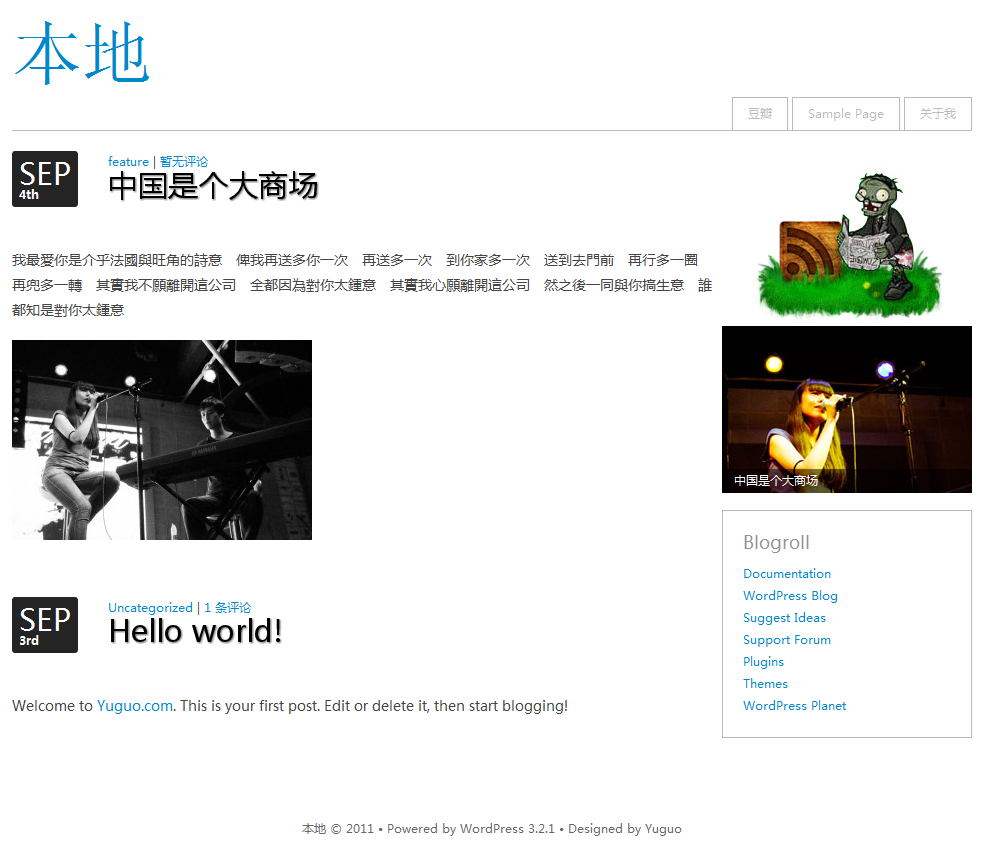 本地
豆瓣
Sample Page
关于我
SEP
4th
feature | 暂无评论
中国是个大商场
我最愛你是介乎法國與旺角的詩意　俾我再送多你一次　再送多一次　到你家多一次　送到去門前　再行多一圈
再兜多一轉　其實我不願離開這公司　全都因為對你太鍾意　其實我心願離開這公司　然之後一同與你搞生意　誰
都知是對你太鍾意
中国是个大商场
Blogroll
Documentation
WordPress Blog
Suggest Ideas
Support Forum
Plugins
Themes
WordPress Planet
SEP
3rd
Uncategorized | 1 条评论
Hello world!
Welcome to Yuguo.com. This is your first post. Edit or delete it, then start blogging!
本地 © 2011 • Powered by WordPress 3.2.1 • Designed by Yuguo